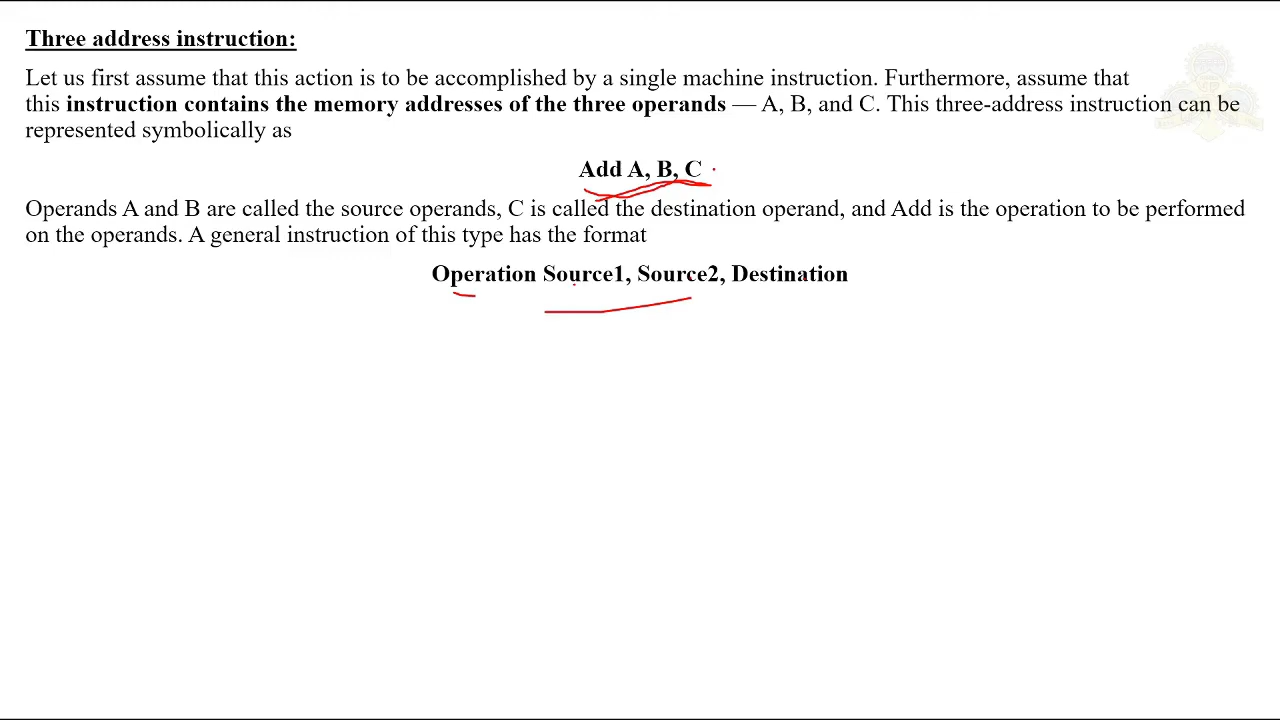 Three address instruction:
Let us first assume that this action is to be accomplished by a single machine instruction. Furthermore, assume that
this instruction contains the memory addresses of the three operands — A, B, and C. This three-address instruction can be
represented symbolically as
Add A, B, C
Operands A and B are called the source operands, C is called the destination operand, and Add is the operation to be performed
on the operands. A general instruction of this type has the format
Operation Source1, Source2, Destination